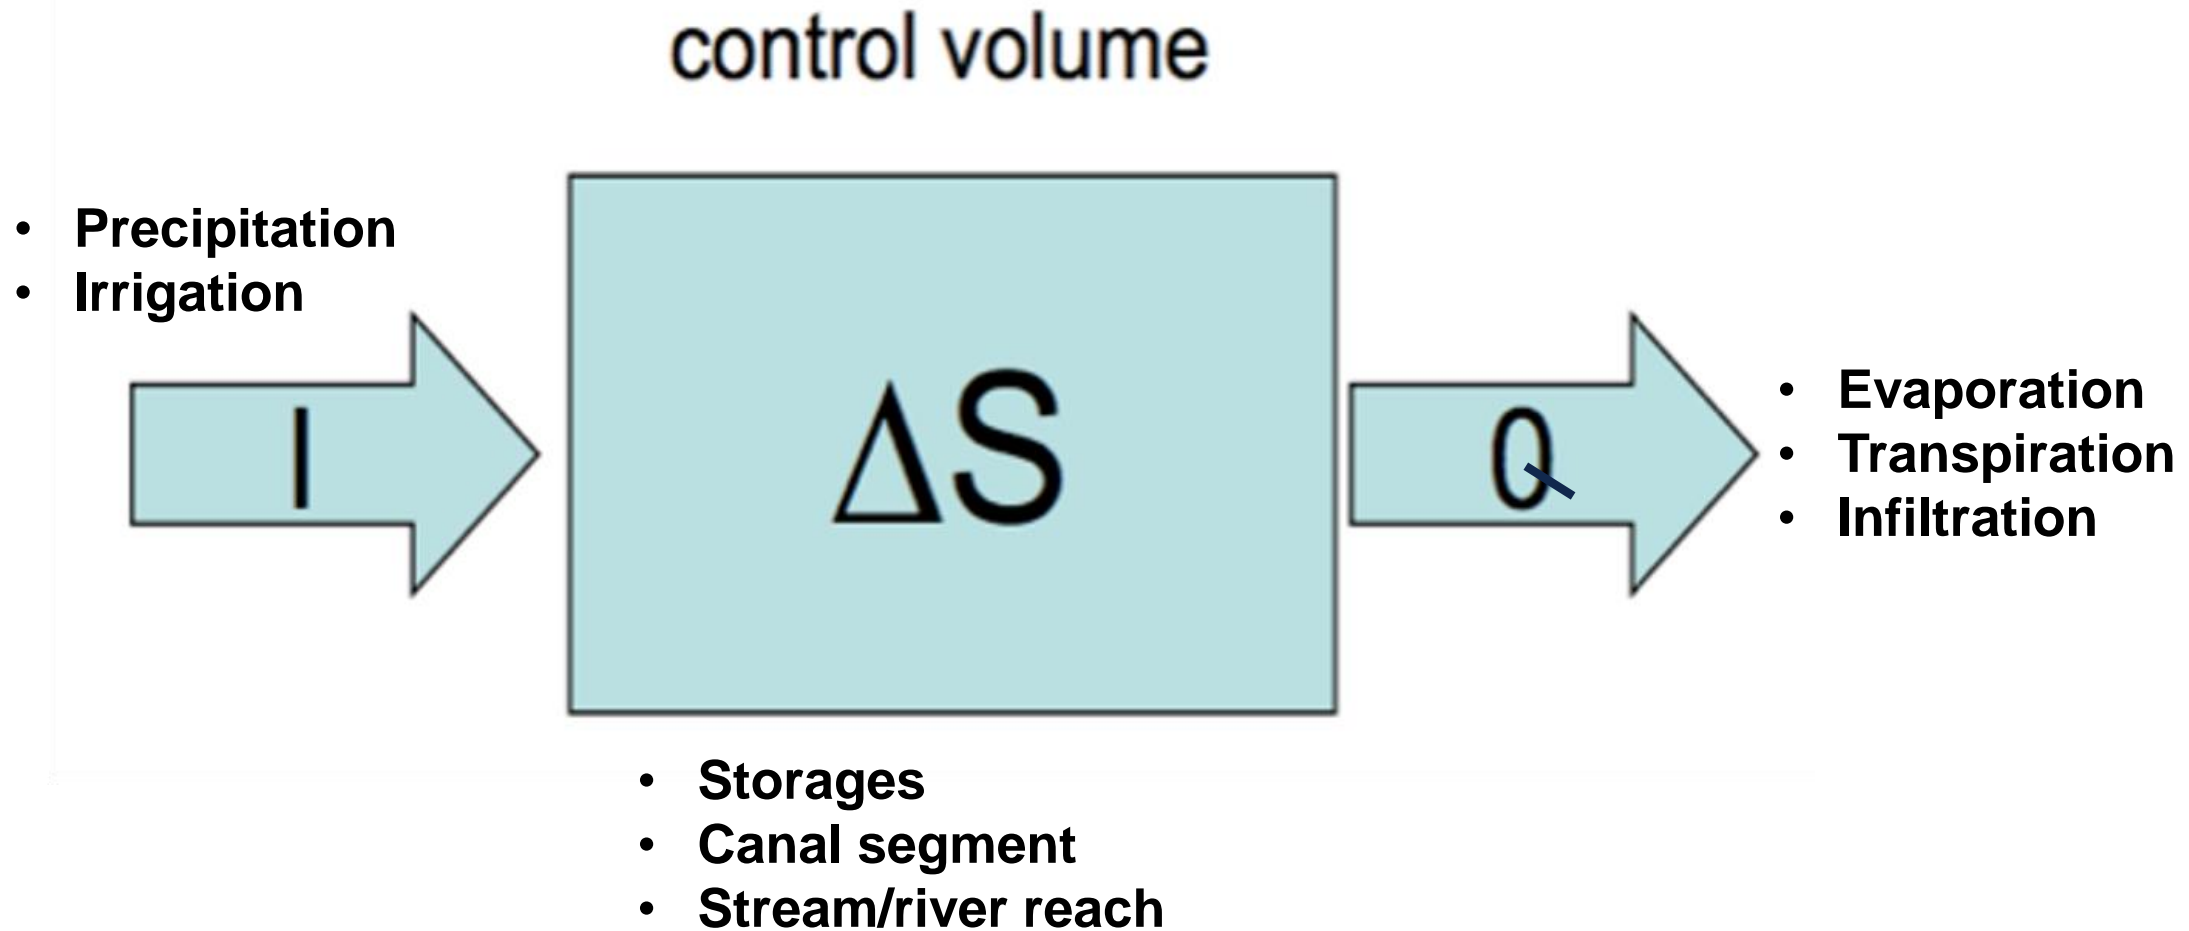 control volume
• Precipitation
• Irrigation
I
ΔS
Q
• Evaporation
• Transpiration
• Infiltration
• Storages
• Canal segment
• Stream/river reach